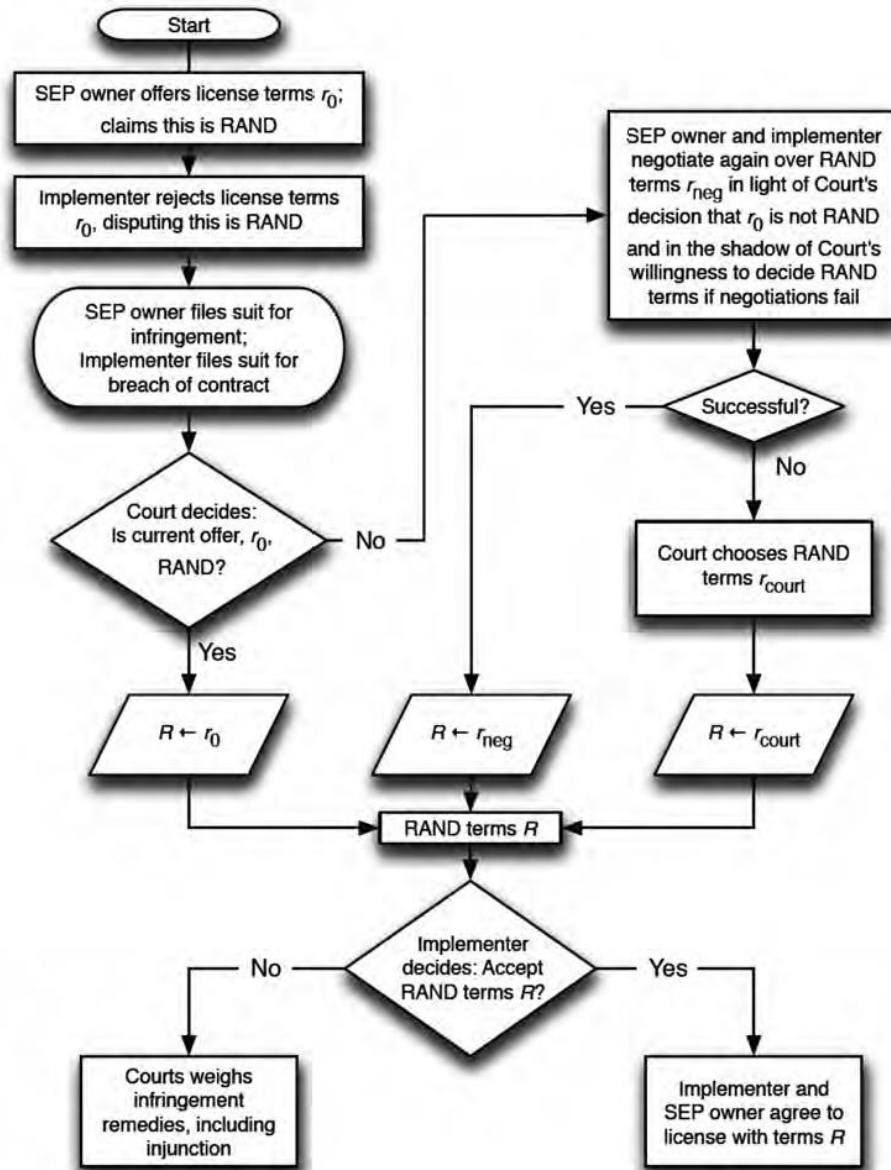 Start
SEP owner offers license terms r0;
claims this is RAND
Implementer rejects license terms
r0, disputing this is RAND
SEP owner files suit for
infringement;
Implementer files suit for
breach of contract
Court decides:
Is current offer, r0,
RAND?
No
Yes
SEP owner and implementer
negotiate again over RAND
terms rneg in light of Court's
decision that r0 is not RAND
and in the shadow of Court's
willingness to decide RAND
terms if negotiations fail
Successful?
Yes
No
Court chooses RAND
terms rcourt
R ← r0
R ← rneg
R ← rcourt
RAND terms R
Implementer
decides: Accept
RAND terms R?
No
Yes
Courts weighs
infringement
remedies, including
injunction
Implementer and
SEP owner agree to
license with terms R